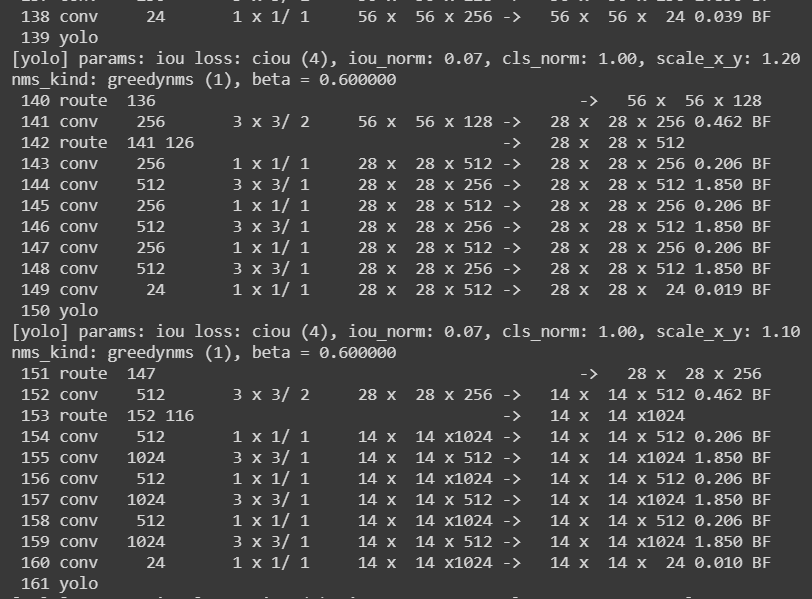 138 conv     24       1 x 1/ 1     56 x  56 x 256 ->   56 x  56 x  24 0.039 BF
139 yolo
[yolo] params: iou loss: ciou (4), iou_norm: 0.07, cls_norm: 1.00, scale_x_y: 1.20
nms_kind: greedynms (1), beta = 0.600000
140 route  136                                     ->   56 x  56 x 128
141 conv    256       3 x 3/ 2     56 x  56 x 128 ->   28 x  28 x 256 0.462 BF
142 route  141 126                             ->   28 x  28 x 512
143 conv    256       1 x 1/ 1     28 x  28 x 512 ->   28 x  28 x 256 0.206 BF
144 conv    512       3 x 3/ 1     28 x  28 x 256 ->   28 x  28 x 512 1.850 BF
145 conv    256       1 x 1/ 1     28 x  28 x 512 ->   28 x  28 x 256 0.206 BF
146 conv    512       3 x 3/ 1     28 x  28 x 256 ->   28 x  28 x 512 1.850 BF
147 conv    256       1 x 1/ 1     28 x  28 x 512 ->   28 x  28 x 256 0.206 BF
148 conv    512       3 x 3/ 1     28 x  28 x 256 ->   28 x  28 x 512 1.850 BF
149 conv     24       1 x 1/ 1     28 x  28 x 512 ->   28 x  28 x  24 0.019 BF
150 yolo
[yolo] params: iou loss: ciou (4), iou_norm: 0.07, cls_norm: 1.00, scale_x_y: 1.10
nms_kind: greedynms (1), beta = 0.600000
151 route  147                                     ->   28 x  28 x 256
152 conv    512       3 x 3/ 2     28 x  28 x 256 ->   14 x  14 x 512 0.462 BF
153 route  152 116                             ->   14 x  14 x1024
154 conv    512       1 x 1/ 1     14 x  14 x1024 ->   14 x  14 x 512 0.206 BF
155 conv   1024       3 x 3/ 1     14 x  14 x 512 ->   14 x  14 x1024 1.850 BF
156 conv    512       1 x 1/ 1     14 x  14 x1024 ->   14 x  14 x 512 0.206 BF
157 conv   1024       3 x 3/ 1     14 x  14 x 512 ->   14 x  14 x1024 1.850 BF
158 conv    512       1 x 1/ 1     14 x  14 x1024 ->   14 x  14 x 512 0.206 BF
159 conv   1024       3 x 3/ 1     14 x  14 x 512 ->   14 x  14 x1024 1.850 BF
160 conv     24       1 x 1/ 1     14 x  14 x1024 ->   14 x  14 x  24 0.010 BF
161 yolo